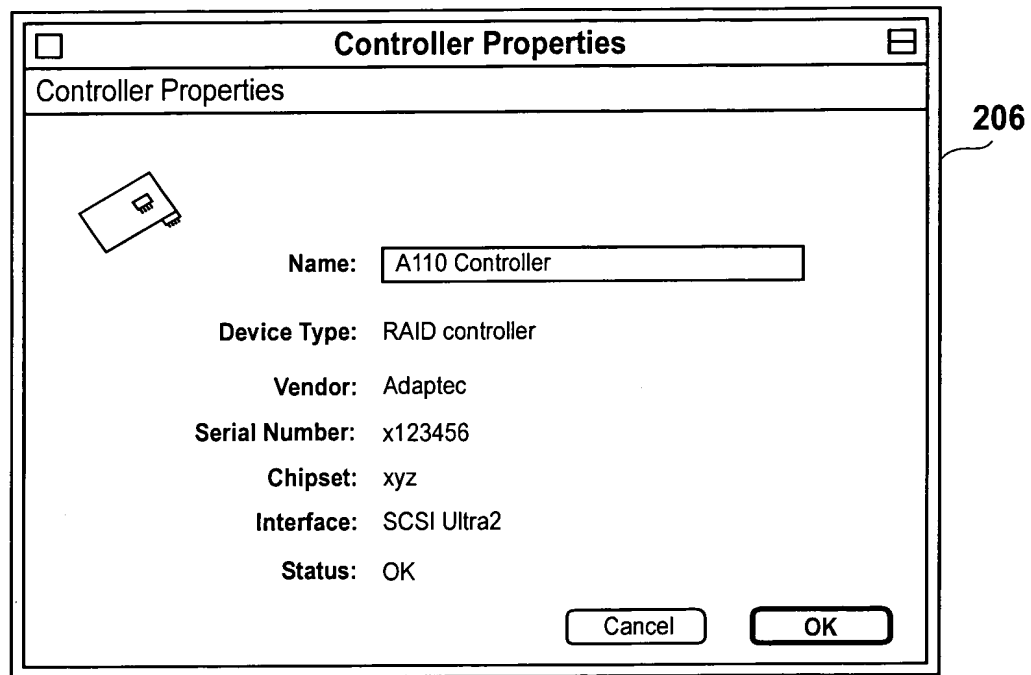 Controller Properties
Controller Properties
206
Name: A110 Controller
Device Type: RAID controller
Vendor: Adaptec
Serial Number: x123456
Chipset: xyz
Interface: SCSI Ultra2
Status: OK
Cancel OK